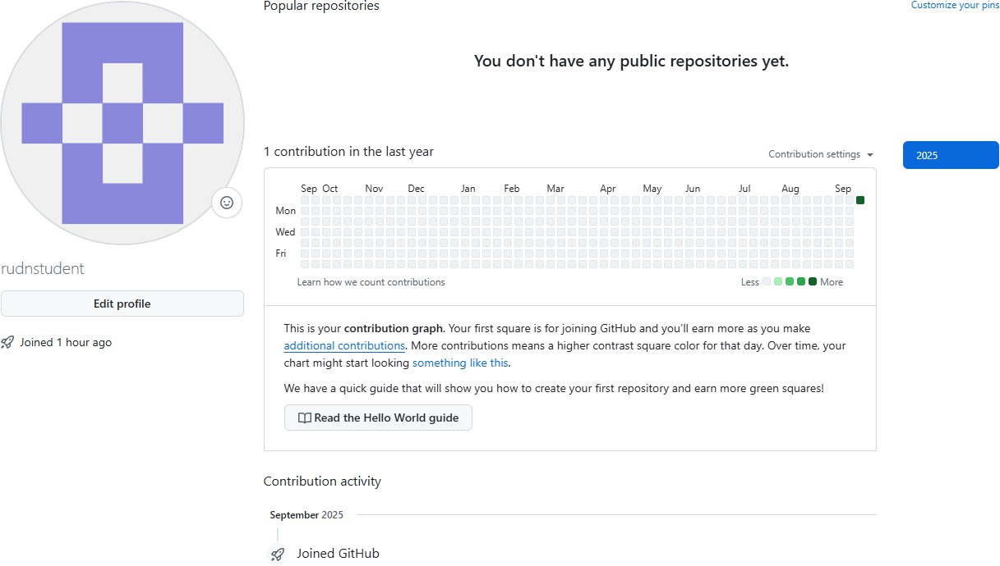 Popular repositories
Customize your pins
You don't have any public repositories yet.
1 contribution in the last year
Contribution settings
2025
Sep Oct Nov Dec Jan Feb Mar Apr May Jun Jul Aug Sep
Mon
Wed
Fri
Learn how we count contributions
Less More
rudnstudent
Edit profile
Joined 1 hour ago
This is your contribution graph. Your first square is for joining GitHub and you’ll earn more as you make
additional contributions. More contributions means a higher contrast square color for that day. Over time, your
chart might start looking something like this.
We have a quick guide that will show you how to create your first repository and earn more green squares!
Read the Hello World guide
Contribution activity
September 2025
Joined GitHub